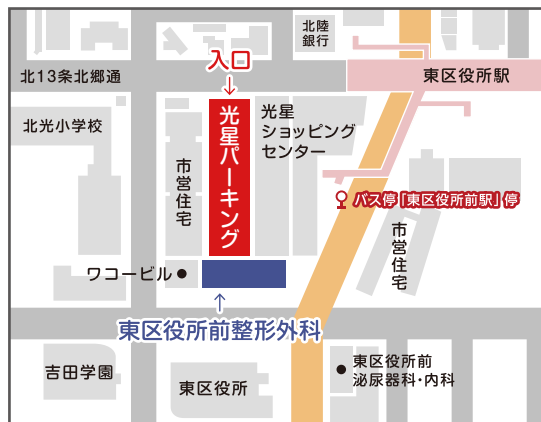 北陸
銀行
入口
北13条北郷通
東区役所駅
北光小学校
光星パーキング
光星
ショッピング
センター
市営住宅
バス停「東区役所前駅」停
市営住宅
ワコービル
東区役所前整形外科
吉田学園
東区役所
東区役所前
泌尿器科・内科